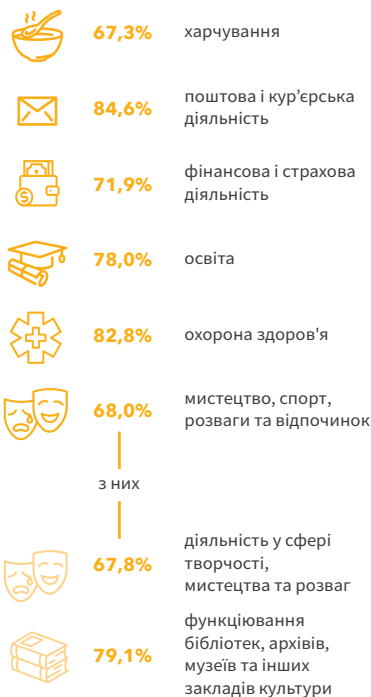 67,3% харчування
84,6% поштова і кур’єрська
діяльність
71,9% фінансова і страхова
діяльність
78,0% освіта
82,8% охорона здоров'я
68,0% мистецтво, спорт,
розваги та відпочинок
з них
67,8% діяльність у сфері
творчості,
мистецтва та розваг
79,1% функціювання
бібліотек, архівів,
музеїв та інших
закладів культури